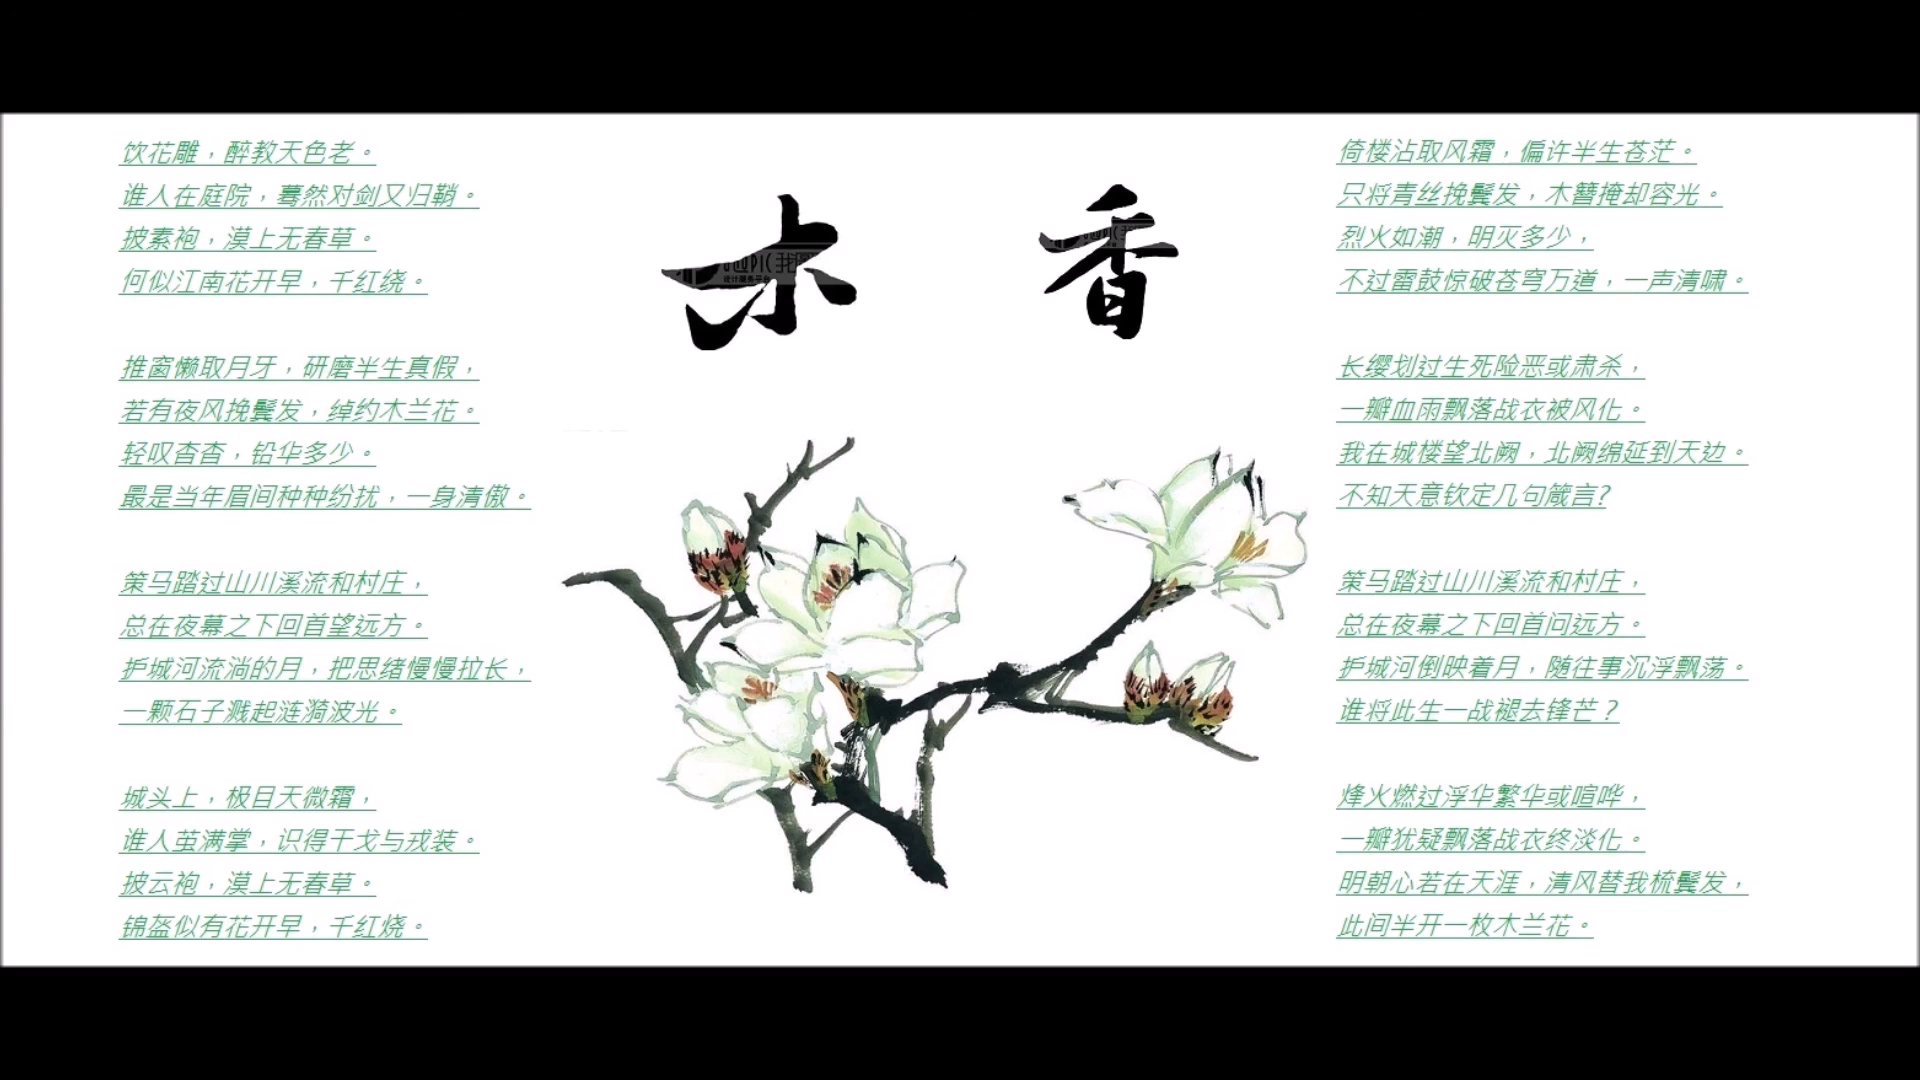 饮花雕，醉教天色老。
谁人在庭院，蓦然对剑又归鞘。
披素袍，漠上无春草。
何似江南花开早，千红绕。
推窗懒取月牙，研磨半生真假，
若有夜风挽鬓发，绰约木兰花。
轻叹杳杳，铅华多少。
最是当年眉间种种纷扰，一身清傲。
策马踏过山川溪流和村庄，
总在夜幕之下回首望远方。
护城河流淌的月，把思绪慢慢拉长，
一颗石子溅起涟漪波光。
城头上，极目天微霜，
谁人茧满掌，识得干戈与戎装。
披云袍，漠上无春草。
锦盔似有花开早，千红烧。
木 香
设计服务平台
倚楼沾取风霜，偏许半生苍茫。
只将青丝挽鬓发，木簪掩却容光。
烈火如潮，明灭多少，
不过雷鼓惊破苍穹万道，一声清啸。
长缨划过生死险恶或肃杀，
一瓣血雨飘落战衣被风化。
我在城楼望北阙，北阙绵延到天边。
不知天意钦定几句箴言?
策马踏过山川溪流和村庄，
总在夜幕之下回首问远方。
护城河倒映着月，随往事沉浮飘荡。
谁将此生一战褪去锋芒？
烽火燃过浮华繁华或喧哗，
一瓣犹疑飘落战衣终淡化。
明朝心若在天涯，清风替我梳鬓发，
此间半开一枚木兰花。